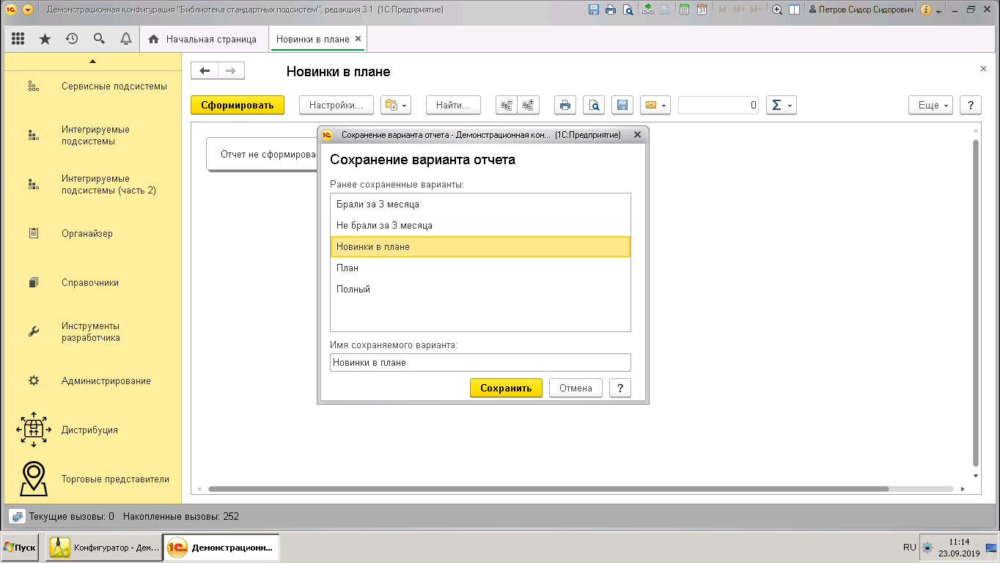 Демонстрационная конфигурация "Библиотека стандартных подсистем", редакция 3.1 (1С:Предприятие)
M M+ M-
Петров Сидор Сидорович
Начальная страница
Новинки в плане
Сервисные подсистемы
Интегрируемые
подсистемы
Интегрируемые
подсистемы (часть 2)
Органайзер
Справочники
Инструменты
разработчика
Администрирование
Дистрибуция
Торговые представители
Новинки в плане
Сформировать
Настройки...
Найти...
0
Σ
Еще
?
Отчет не сформирова
Сохранение варианта отчета - Демонстрационная кон... (1С:Предприятие)
Сохранение варианта отчета
Ранее сохраненные варианты:
Брали за 3 месяца
Не брали за 3 месяца
Новинки в плане
План
Полный
Имя сохраняемого варианта:
Новинки в плане
Сохранить
Отмена
?
Текущие вызовы: 0 Накопленные вызовы: 252
Пуск
Конфигуратор - Дем...
Демонстрационн...
RU
11:14
23.09.2019